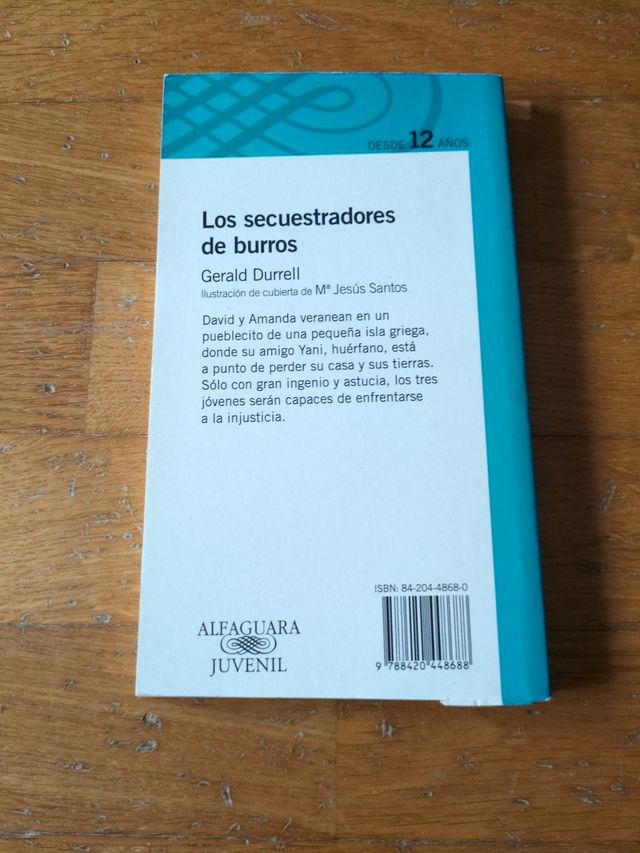 DESDE 12 AÑOS
Los secuestradores
de burros
Gerald Durrell
Ilustración de cubierta de Mª Jesús Santos
David y Amanda veranean en un
pueblecito de una pequeña isla griega,
donde su amigo Yani, huérfano, está
a punto de perder su casa y sus tierras.
Sólo con gran ingenio y astucia, los tres
jóvenes serán capaces de enfrentarse
a la injusticia.
ISBN: 84-204-4868-0
9 788420 448688
ALFAGUARA
JUVENIL